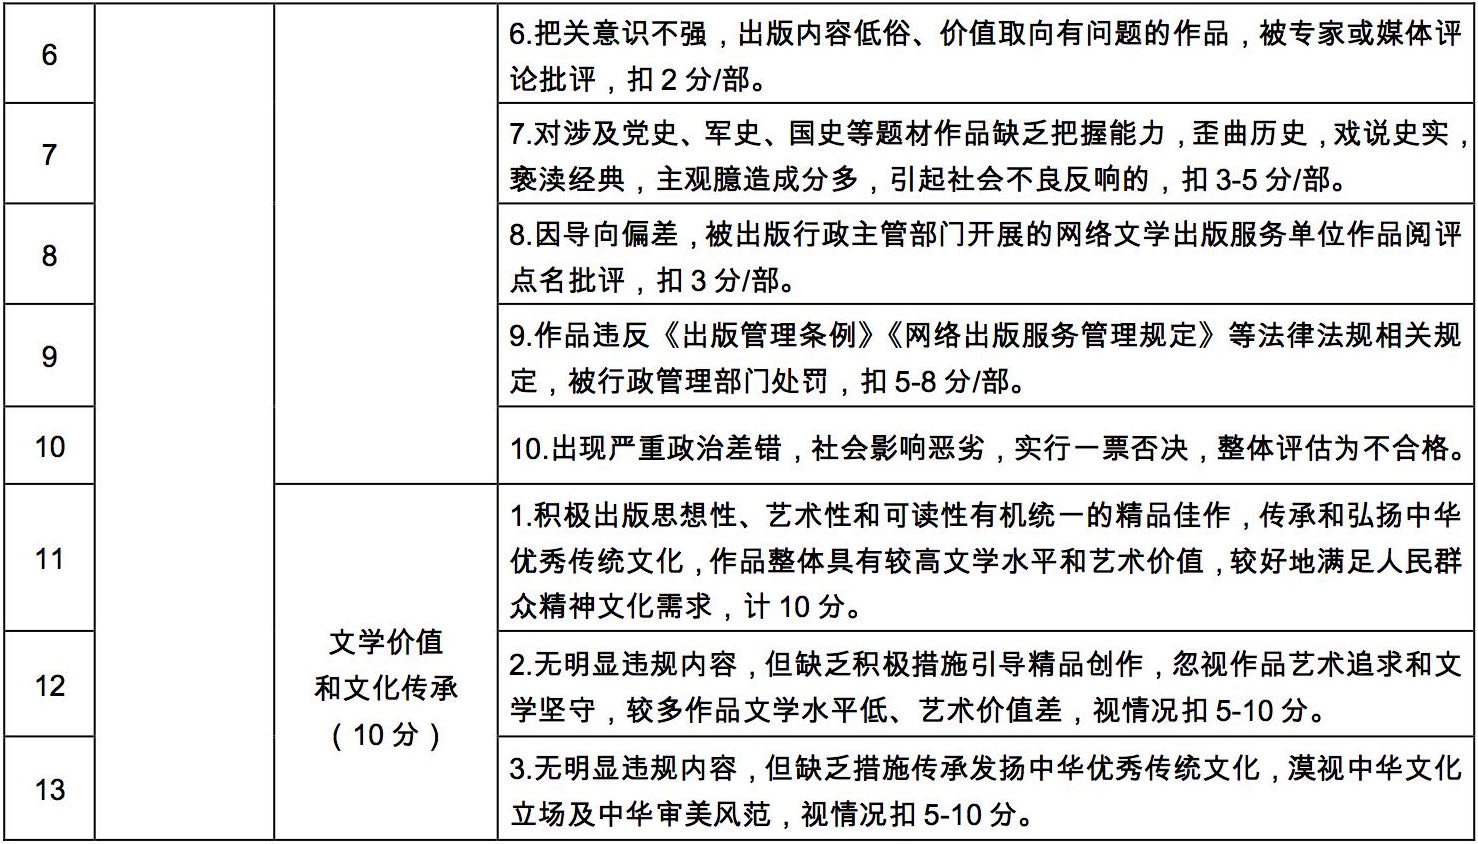 6
6.把关意识不强，出版内容低俗、价值取向有问题的作品，被专家或媒体评
论批评，扣 2 分/部。
7
7.对涉及党史、军史、国史等题材作品缺乏把握能力，歪曲历史，戏说史实，
亵渎经典，主观臆造成分多，引起社会不良反响的，扣 3-5 分/部。
8
8.因导向偏差，被出版行政主管部门开展的网络文学出版服务单位作品阅评
点名批评，扣 3 分/部。
9
9.作品违反《出版管理条例》《网络出版服务管理规定》等法律法规相关规
定，被行政管理部门处罚，扣 5-8 分/部。
10
10.出现严重政治差错，社会影响恶劣，实行一票否决，整体评估为不合格。
文学价值
和文化传承
（10 分）
11
1.积极出版思想性、艺术性和可读性有机统一的精品佳作，传承和弘扬中华
优秀传统文化，作品整体具有较高文学水平和艺术价值，较好地满足人民群
众精神文化需求，计 10 分。
12
2.无明显违规内容，但缺乏积极措施引导精品创作，忽视作品艺术追求和文
学坚守，较多作品文学水平低、艺术价值差，视情况扣 5-10 分。
13
3.无明显违规内容，但缺乏措施传承发扬中华优秀传统文化，漠视中华文化
立场及中华审美风范，视情况扣 5-10 分。